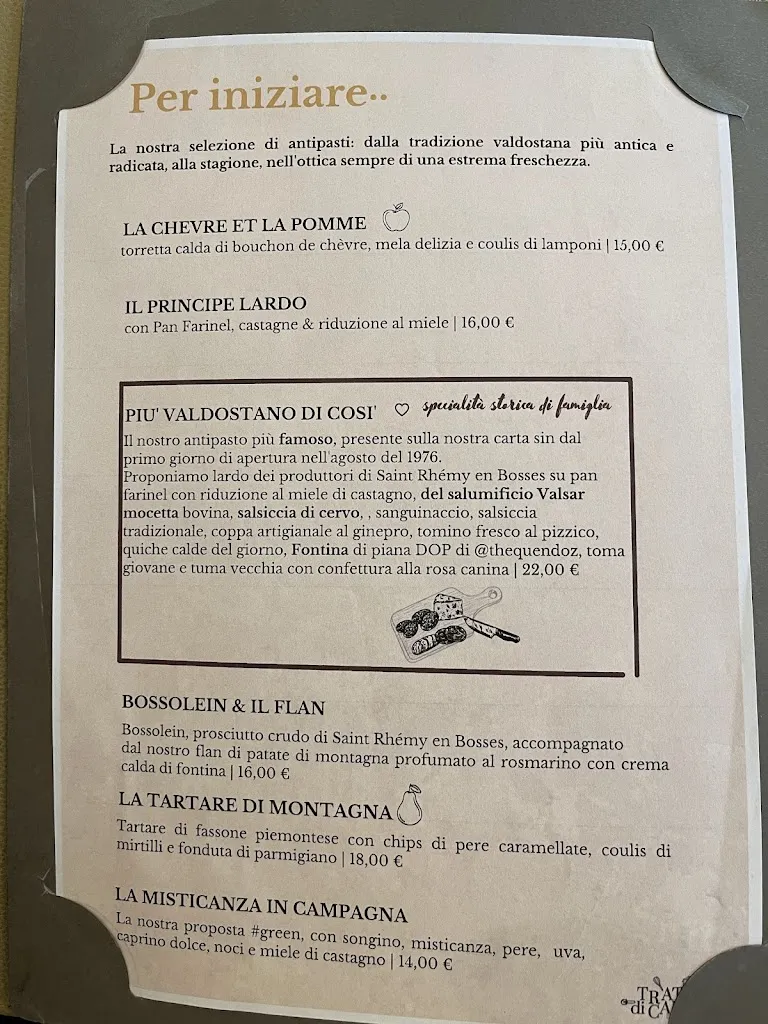 Per iniziare..
La nostra selezione di antipasti: dalla tradizione valdostana più antica e
radicata, alla stagione, nell'ottica sempre di una estrema freschezza.
LA CHEVRE ET LA POMME
torretta calda di bouchon de chèvre, mela delizia e coulis di lamponi | 15,00 €
IL PRINCIPE LARDO
con Pan Farinel, castagne & riduzione al miele | 16,00 €
PIU' VALDOSTANO DI COSI' specialità storica di famiglia
Il nostro antipasto più famoso, presente sulla nostra carta sin dal
primo giorno di apertura nell'agosto del 1976.
Proponiamo lardo dei produttori di Saint Rhémy en Bosses su pan
farinel con riduzione al miele di castagno, del salumificio Valsar
mocetta bovina, salsiccia di cervo, , sanguinaccio, salsiccia
tradizionale, coppa artigianale al ginepro, tomino fresco al pizzico,
quiche calde del giorno, Fontina di piana DOP di @thequendoz, toma
giovane e tuma vecchia con confettura alla rosa canina | 22,00 €
BOSSOLEIN & IL FLAN
Bossolein, prosciutto crudo di Saint Rhémy en Bosses, accompagnato
dal nostro flan di patate di montagna profumato al rosmarino con crema
calda di fontina | 16,00 €
LA TARTARE DI MONTAGNA
Tartare di fassone piemontese con chips di pere caramellate, coulis di
mirtilli e fonduta di parmigiano | 18,00 €
LA MISTICANZA IN CAMPAGNA
La nostra proposta #green, con songino, misticanza, pere, uva,
caprino dolce, noci e miele di castagno | 14,00 €
TRAT
di CA